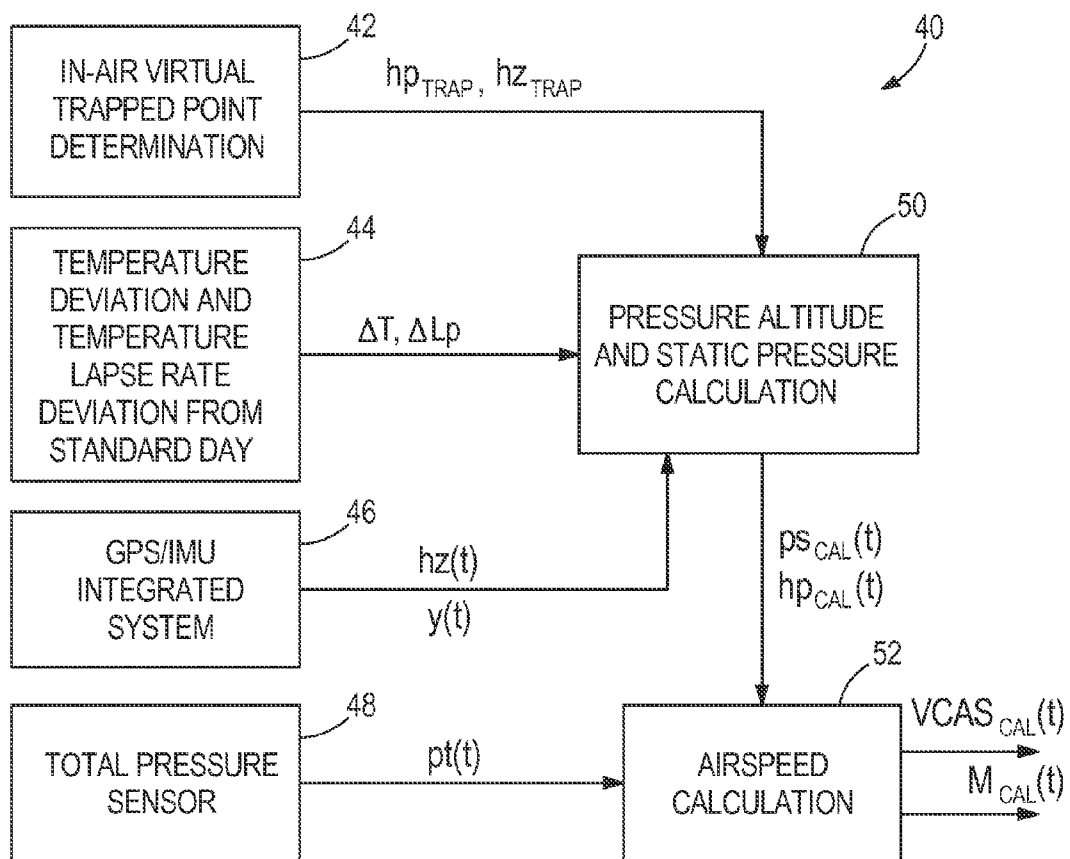 42
IN-AIR VIRTUAL
TRAPPED POINT
DETERMINATION
hpTRAP, hzTRAP
40
44
TEMPERATURE
DEVIATION AND
TEMPERATURE
LAPSE RATE
DEVIATION FROM
STANDARD DAY
ΔT, ΔLp
50
PRESSURE ALTITUDE
AND STATIC PRESSURE
CALCULATION
46
GPS/IMU
INTEGRATED
SYSTEM
hz(t)
y(t)
psCAL(t)
hpCAL(t)
48
TOTAL PRESSURE
SENSOR
pt(t)
52
AIRSPEED
CALCULATION
VCASCAL(t)
MCAL(t)